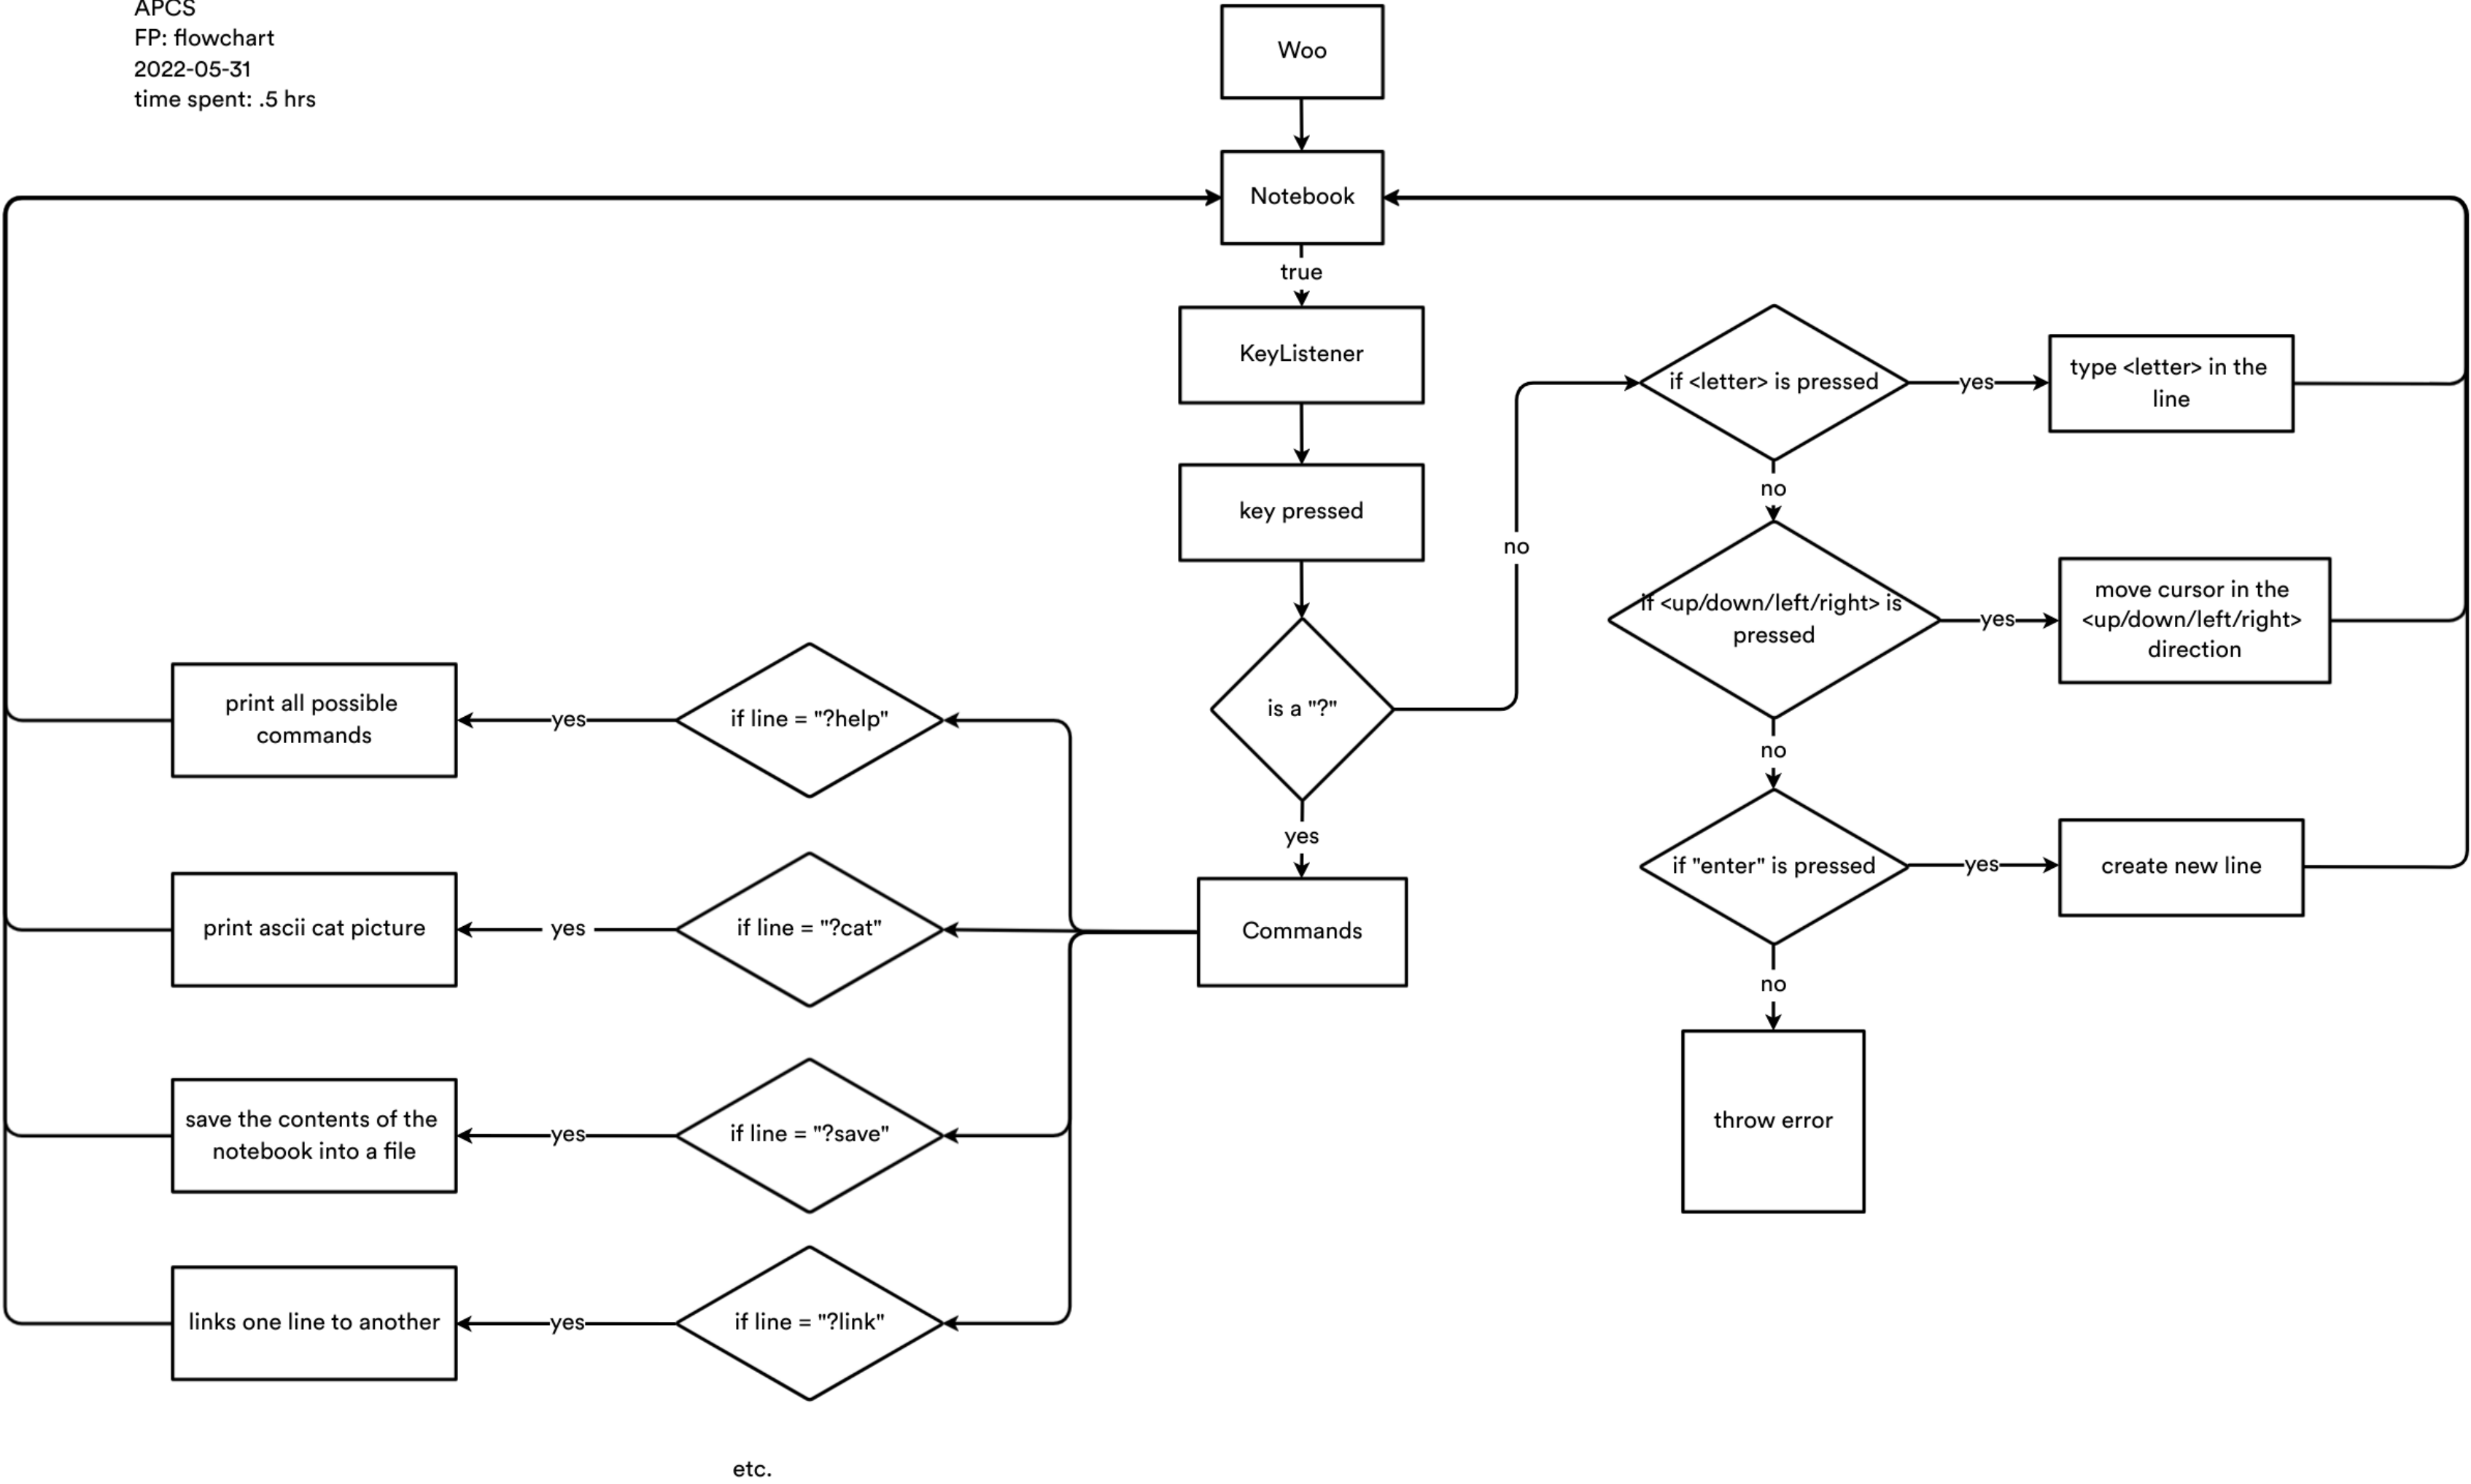 APCS
FP: flowchart
2022-05-31
time spent: .5 hrs
Woo
Notebook
true
KeyListener
key pressed
is a "?"
no
yes
Commands
if <letter> is pressed
yes
type <letter> in the
line
no
if <up/down/left/right> is
pressed
yes
move cursor in the
<up/down/left/right>
direction
no
if "enter" is pressed
yes
create new line
no
throw error
if line = "?help"
yes
print all possible
commands
if line = "?cat"
yes
print ascii cat picture
if line = "?save"
yes
save the contents of the
notebook into a file
if line = "?link"
yes
links one line to another
etc.